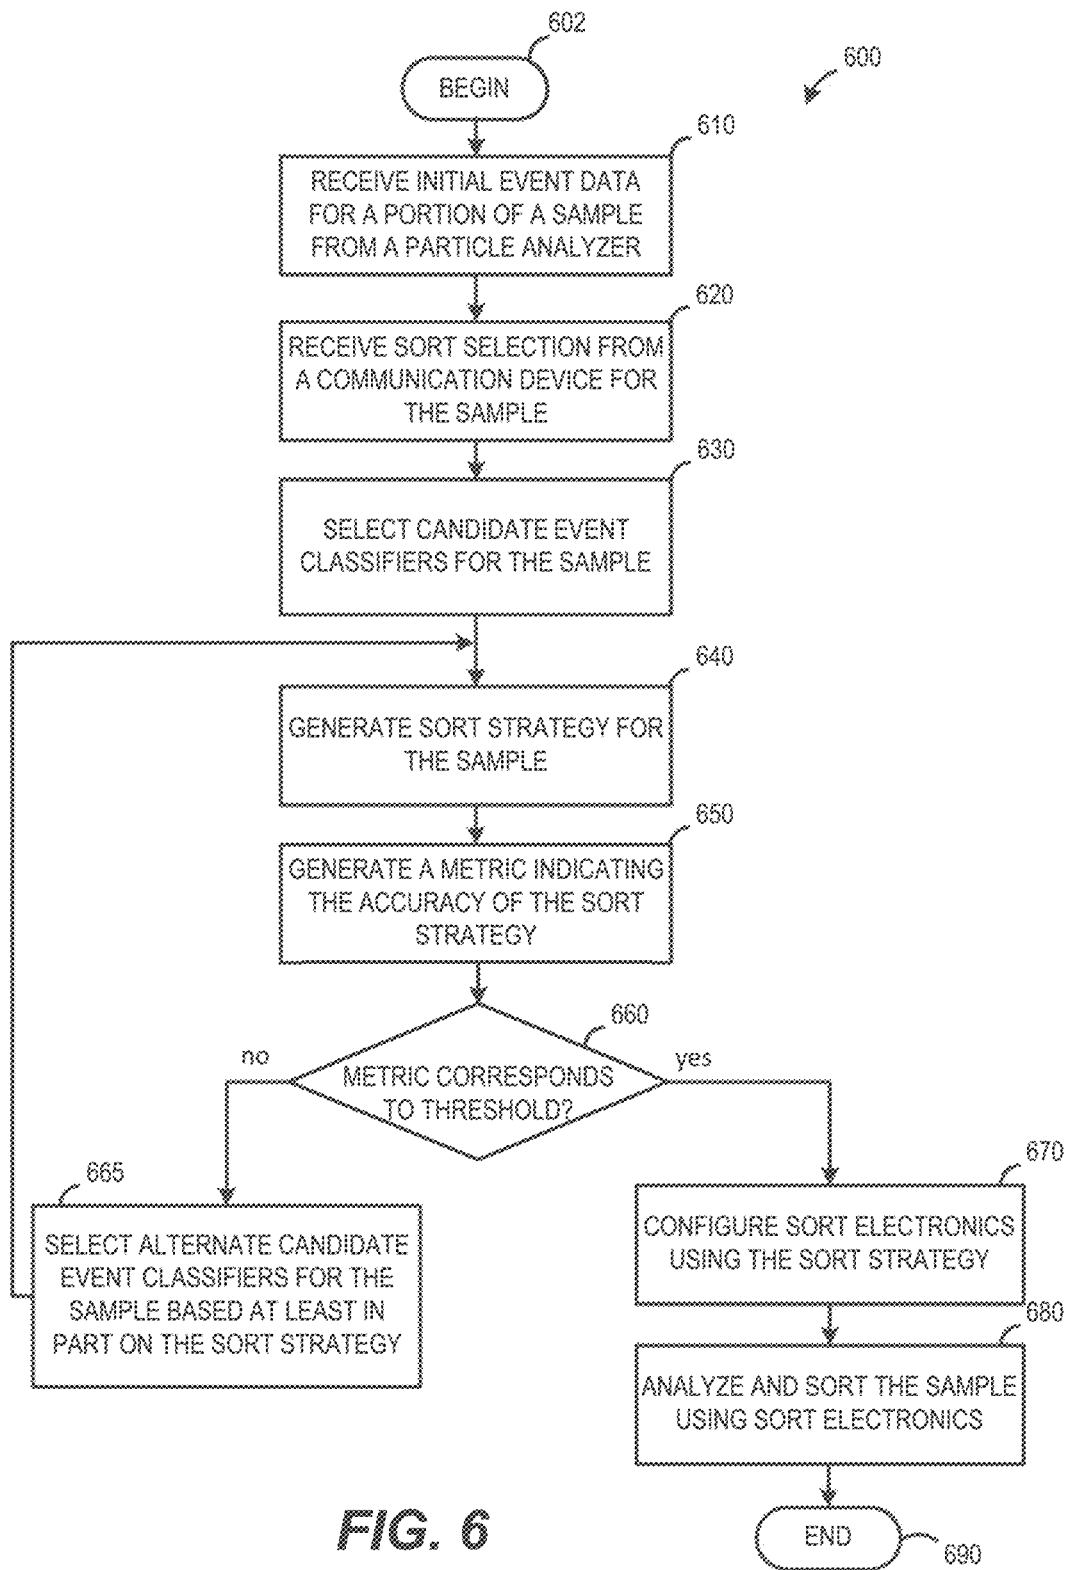 602
BEGIN
600
610
RECEIVE INITIAL EVENT DATA
FOR A PORTION OF A SAMPLE
FROM A PARTICLE ANALYZER
620
RECEIVE SORT SELECTION FROM
A COMMUNICATION DEVICE FOR
THE SAMPLE
630
SELECT CANDIDATE EVENT
CLASSIFIERS FOR THE SAMPLE
640
GENERATE SORT STRATEGY FOR
THE SAMPLE
650
GENERATE A METRIC INDICATING
THE ACCURACY OF THE SORT
STRATEGY
660
no
yes
METRIC CORRESPONDS
TO THRESHOLD?
665
SELECT ALTERNATE CANDIDATE
EVENT CLASSIFIERS FOR THE
SAMPLE BASED AT LEAST IN
PART ON THE SORT STRATEGY
670
CONFIGURE SORT ELECTRONICS
USING THE SORT STRATEGY
680
ANALYZE AND SORT THE SAMPLE
USING SORT ELECTRONICS
END
690
FIG. 6